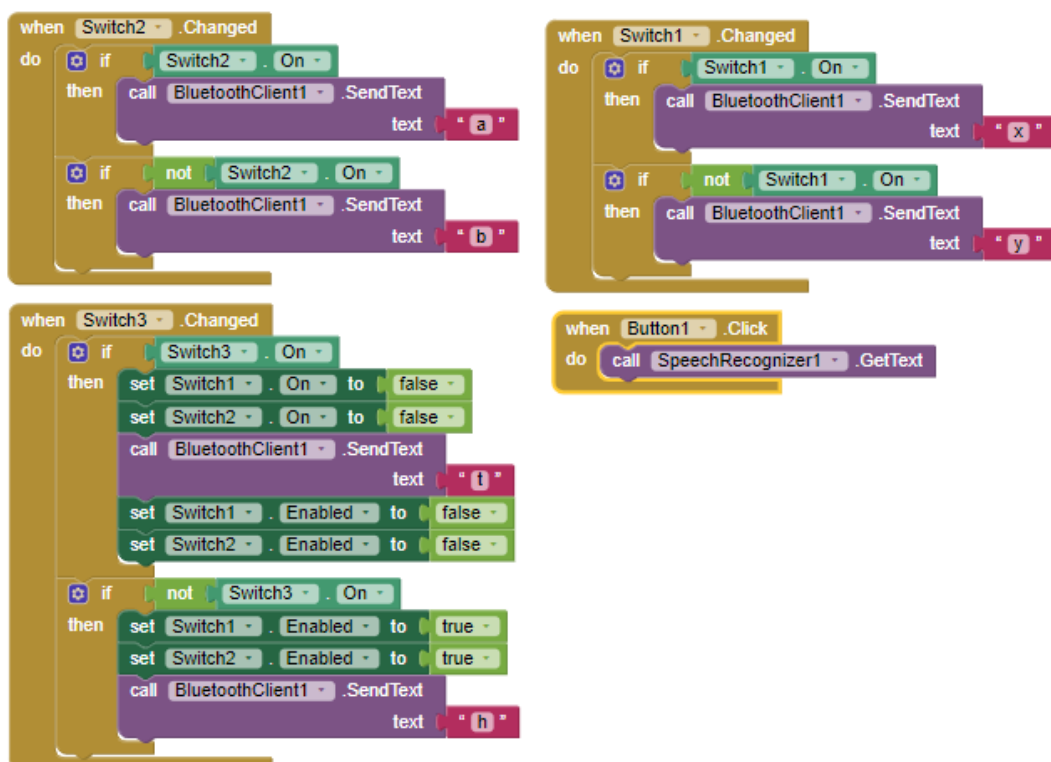 when Switch2 .Changed
do if Switch2 . On
then call BluetoothClient1 .SendText
text " a "
if not Switch2 . On
then call BluetoothClient1 .SendText
text " b "
when Switch1 .Changed
do if Switch1 . On
then call BluetoothClient1 .SendText
text " x "
if not Switch1 . On
then call BluetoothClient1 .SendText
text " y "
when Switch3 .Changed
do if Switch3 . On
then set Switch1 . On to false
set Switch2 . On to false
call BluetoothClient1 .SendText
text " t "
set Switch1 . Enabled to false
set Switch2 . Enabled to false
if not Switch3 . On
then set Switch1 . Enabled to true
set Switch2 . Enabled to true
call BluetoothClient1 .SendText
text " h "
when Button1 .Click
do call SpeechRecognizer1 .GetText